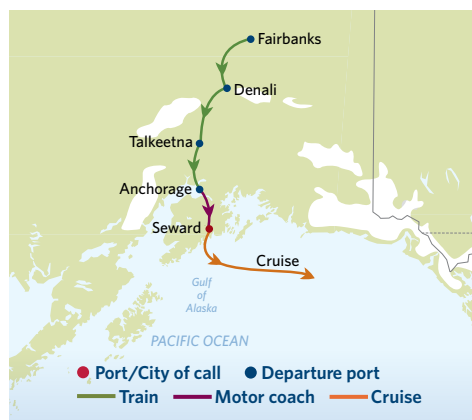 Fairbanks
Denali
Talkeetna
Anchorage
Seward
Cruise
Gulf
of
Alaska
PACIFIC OCEAN
Port/City of call Departure port
Train Motor coach Cruise